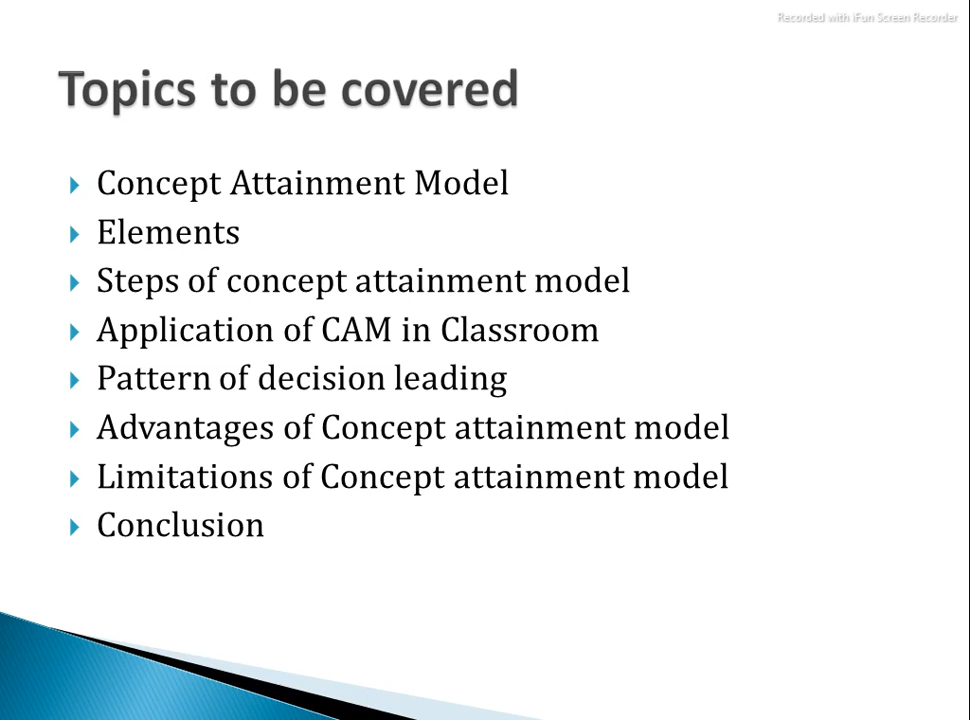 Recorded with iFun Screen Recorder
Topics to be covered
Concept Attainment Model
Elements
Steps of concept attainment model
Application of CAM in Classroom
Pattern of decision leading
Advantages of Concept attainment model
Limitations of Concept attainment model
Conclusion